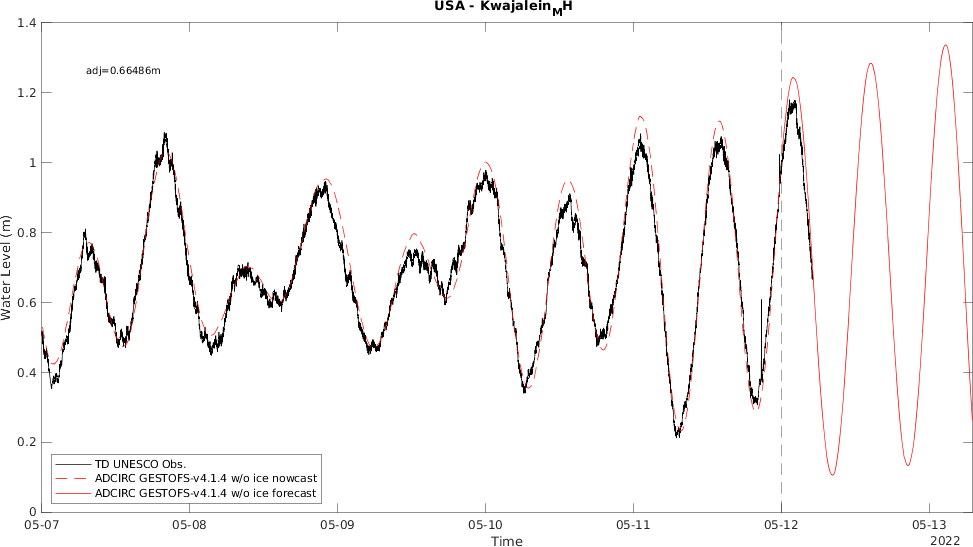 USA - Kwajalein_MH
1.4
1.2
1
0.8
0.6
0.4
0.2
0
Water Level (m)
adj=0.66486m
TD UNESCO Obs.
ADCIRC GESTOFS-v4.1.4 w/o ice nowcast
ADCIRC GESTOFS-v4.1.4 w/o ice forecast
05-07 05-08 05-09 05-10 05-11 05-12 05-13
Time
2022